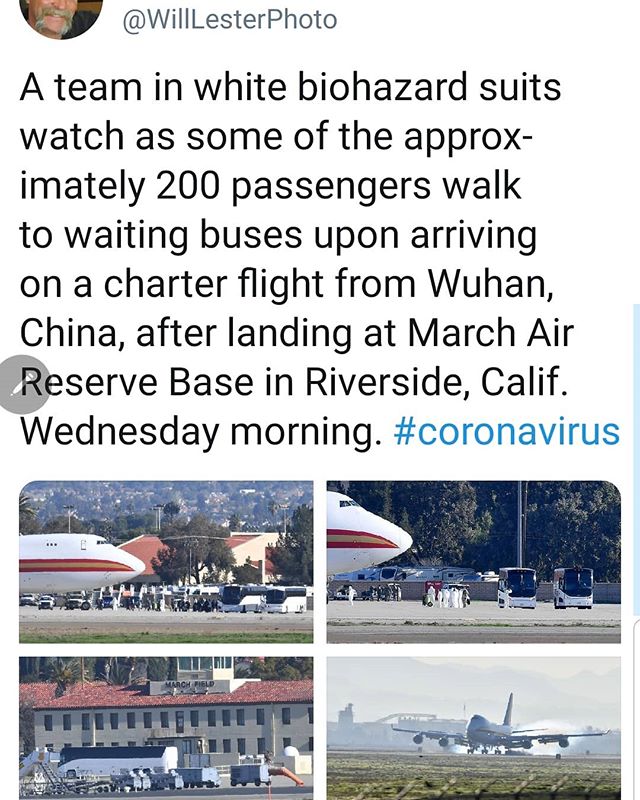 @WillLesterPhoto
A team in white biohazard suits
watch as some of the approx-
imately 200 passengers walk
to waiting buses upon arriving
on a charter flight from Wuhan,
China, after landing at March Air
Reserve Base in Riverside, Calif.
Wednesday morning. #coronavirus
MARCH FIELD